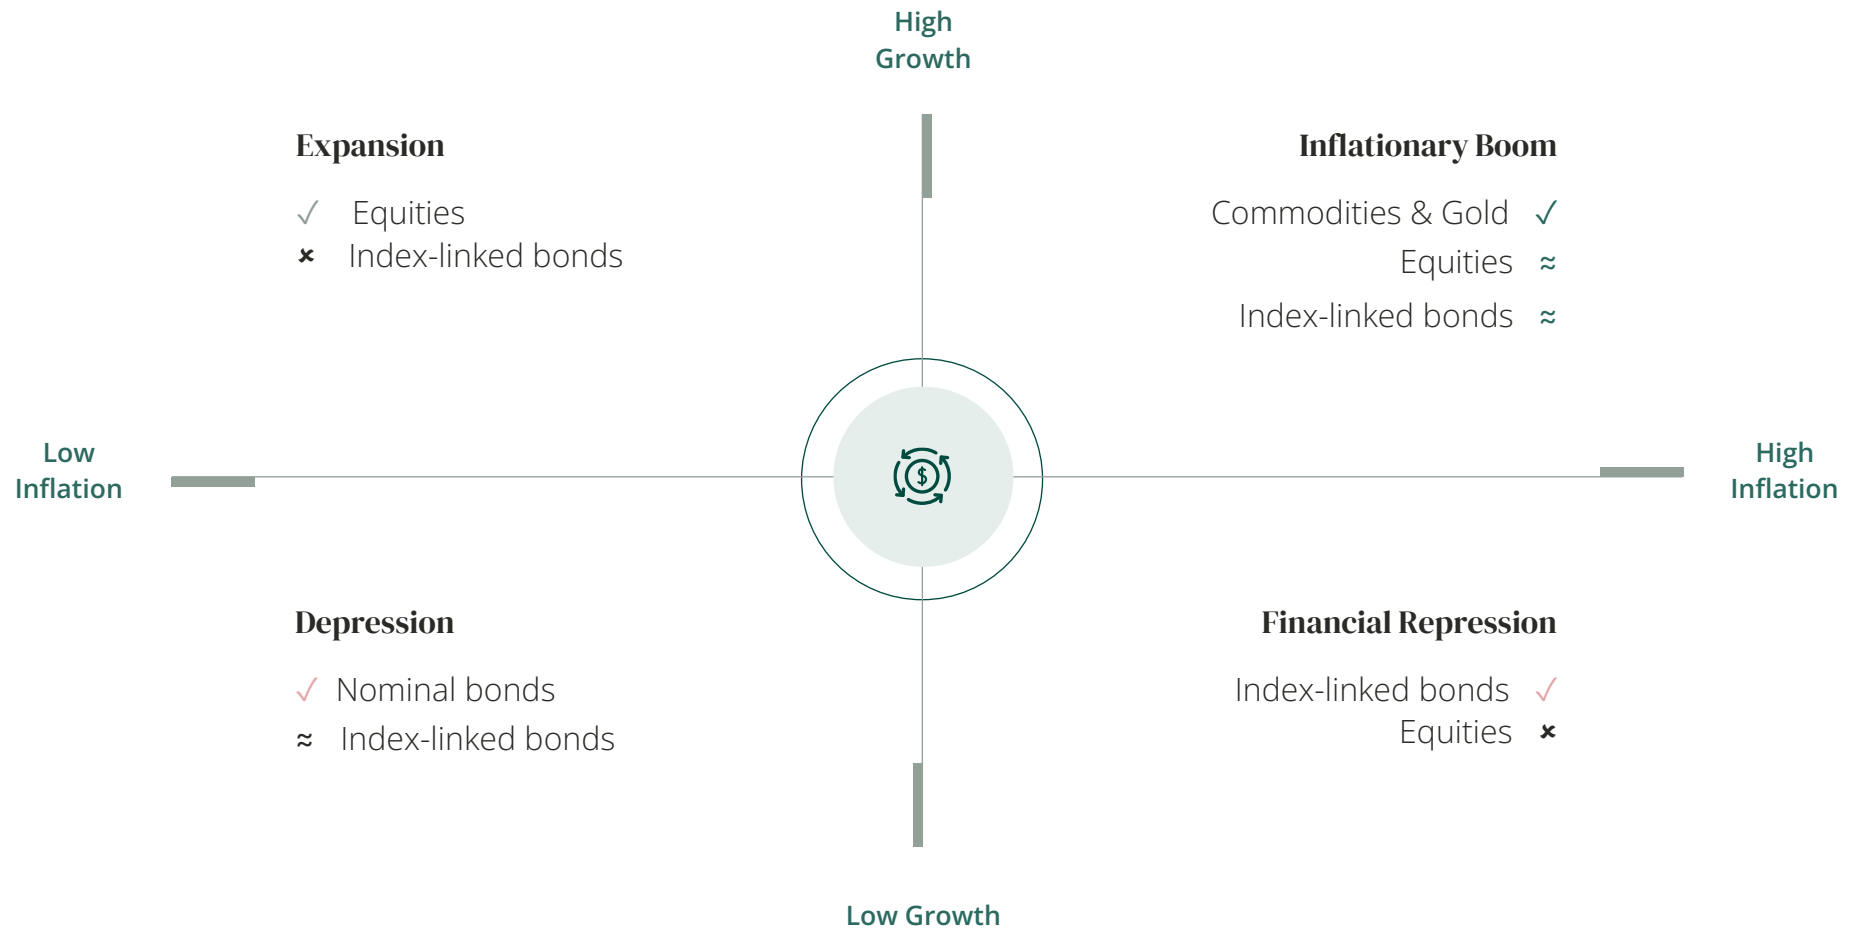 High
Growth
Expansion
✓ Equities
✘ Index-linked bonds
Inflationary Boom
Commodities & Gold ✓
Equities ≈
Index-linked bonds ≈
Low
Inflation
$
High
Inflation
Depression
✓ Nominal bonds
≈ Index-linked bonds
Financial Repression
Index-linked bonds ✓
Equities ✘
Low Growth